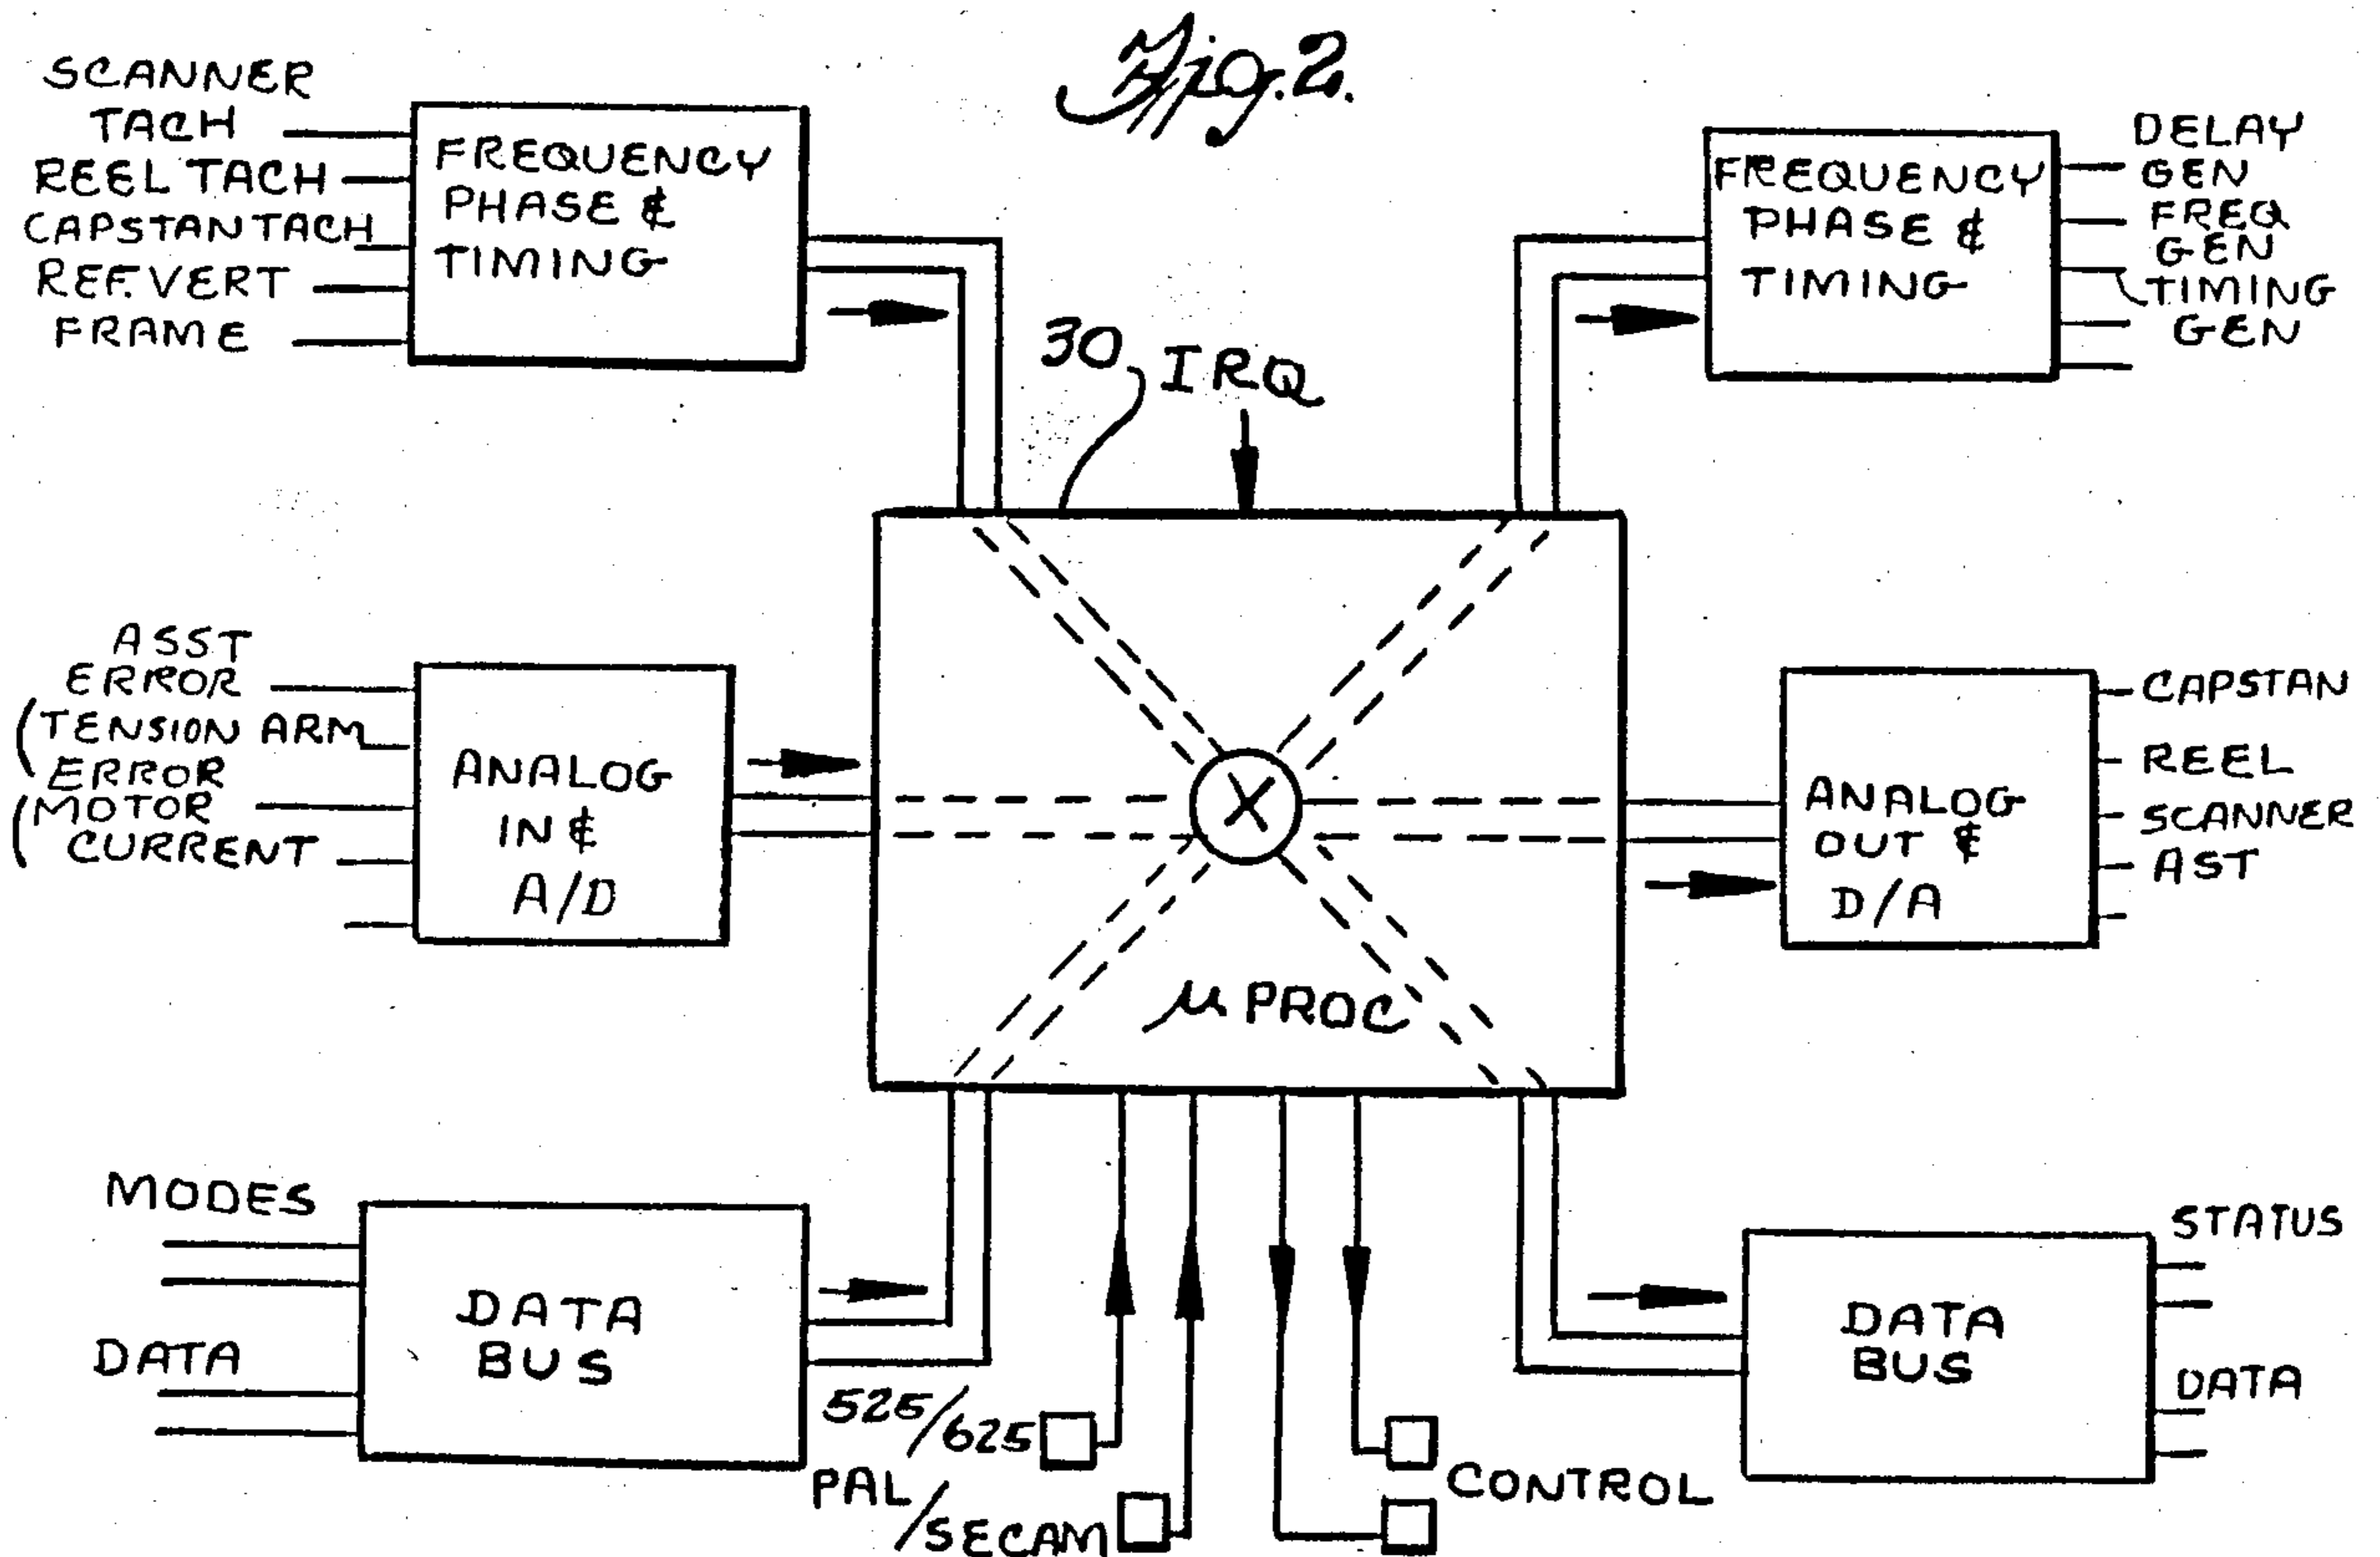 Fig. 2.
SCANNER
TACH
REEL TACH
CAPSTAN TACH
REF. VERT
FRAME
FREQUENCY
PHASE &
TIMING
FREQUENCY
PHASE &
TIMING
DELAY
GEN
FREQ
GEN
TIMING
GEN
30
IRQ
ASST
ERROR
(TENSION ARM
ERROR
(MOTOR
CURRENT
ANALOG
IN &
A/D
X
μ PROC
ANALOG
OUT &
D/A
CAPSTAN
REEL
SCANNER
AST
MODES
DATA
DATA
BUS
525/625
PAL
/SECAM
CONTROL
DATA
BUS
STATUS
DATA